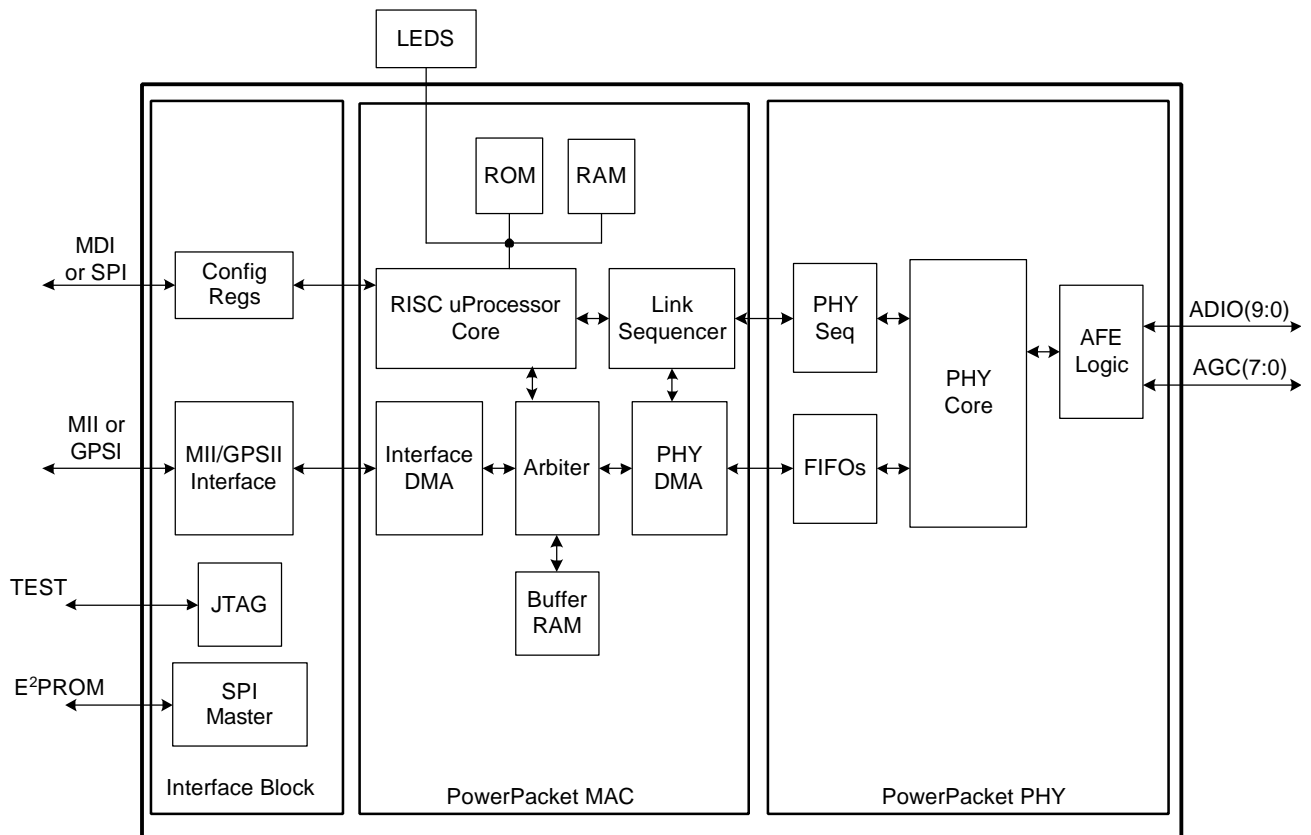 LEDS
ROM
RAM
MDI
or SPI
Config
Regs
RISC uProcessor
Core
Link
Sequencer
PHY
Seq
PHY
Core
AFE
Logic
ADIO(9:0)
AGC(7:0)
MII or
GPSI
MII/GPSII
Interface
Interface
DMA
Arbiter
PHY
DMA
FIFOs
TEST
JTAG
Buffer
RAM
E²PROM
SPI
Master
Interface Block
PowerPacket MAC
PowerPacket PHY